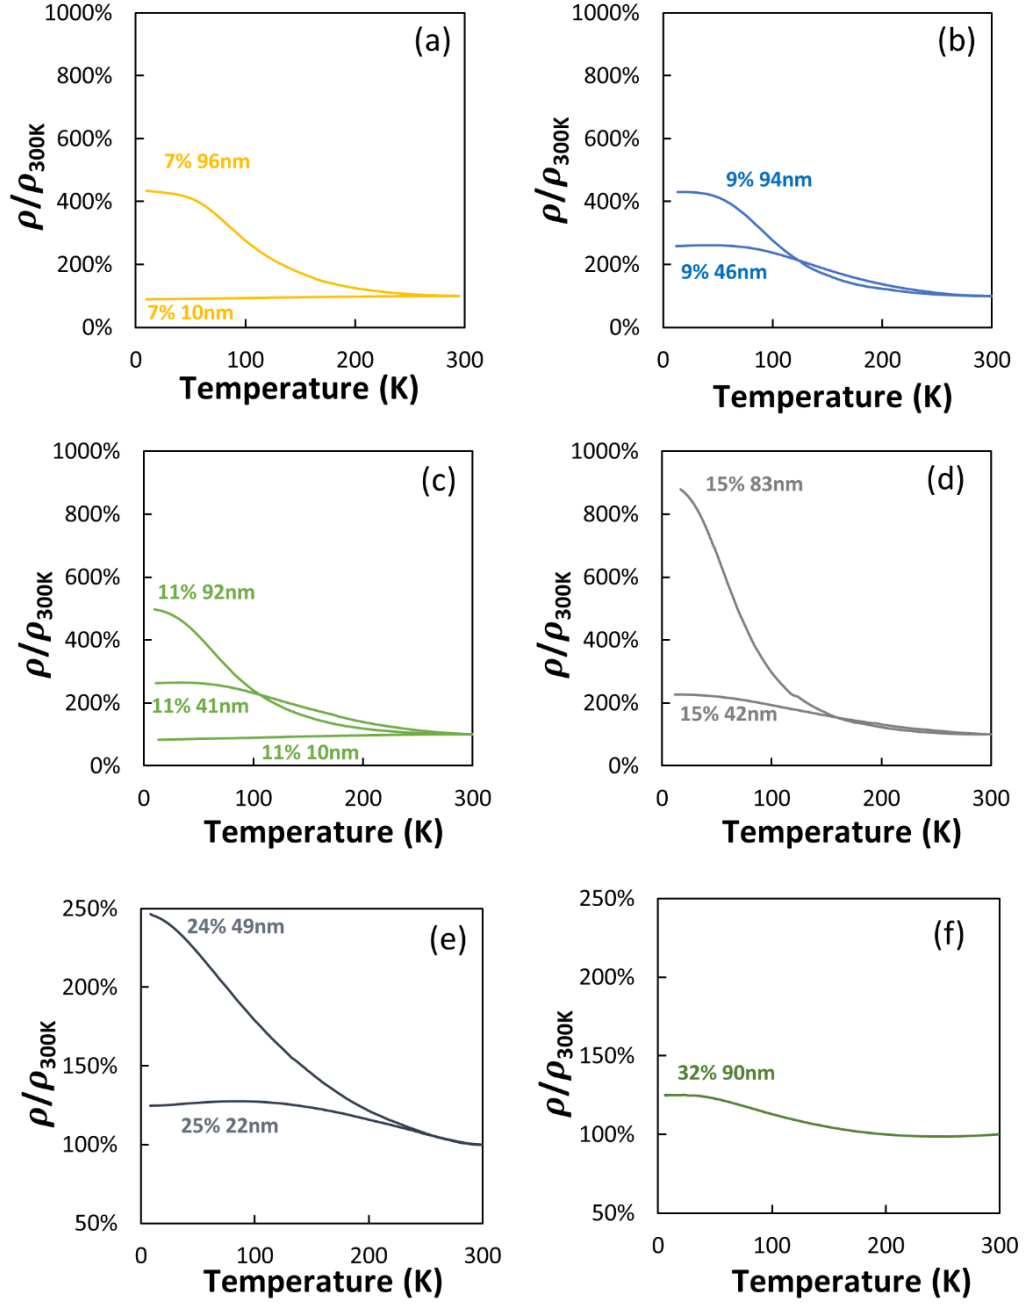 1000%
(a)
800%
600%
7% 96nm
400%
200%
7% 10nm
0%
0 100 200 300
ρ/ρ300K
Temperature (K)
1000%
(b)
800%
600%
9% 94nm
400%
200%
9% 46nm
0%
0 100 200 300
ρ/ρ300K
Temperature (K)
1000%
(c)
800%
600%
11% 92nm
400%
200%
11% 41nm
11% 10nm
0%
0 100 200 300
ρ/ρ300K
Temperature (K)
1000%
(d)
15% 83nm
800%
600%
400%
200%
15% 42nm
0%
0 100 200 300
ρ/ρ300K
Temperature (K)
250%
24% 49nm
(e)
200%
150%
25% 22nm
100%
50%
0 100 200 300
ρ/ρ300K
Temperature (K)
250%
(f)
200%
150%
32% 90nm
100%
50%
0 100 200 300
ρ/ρ300K
Temperature (K)